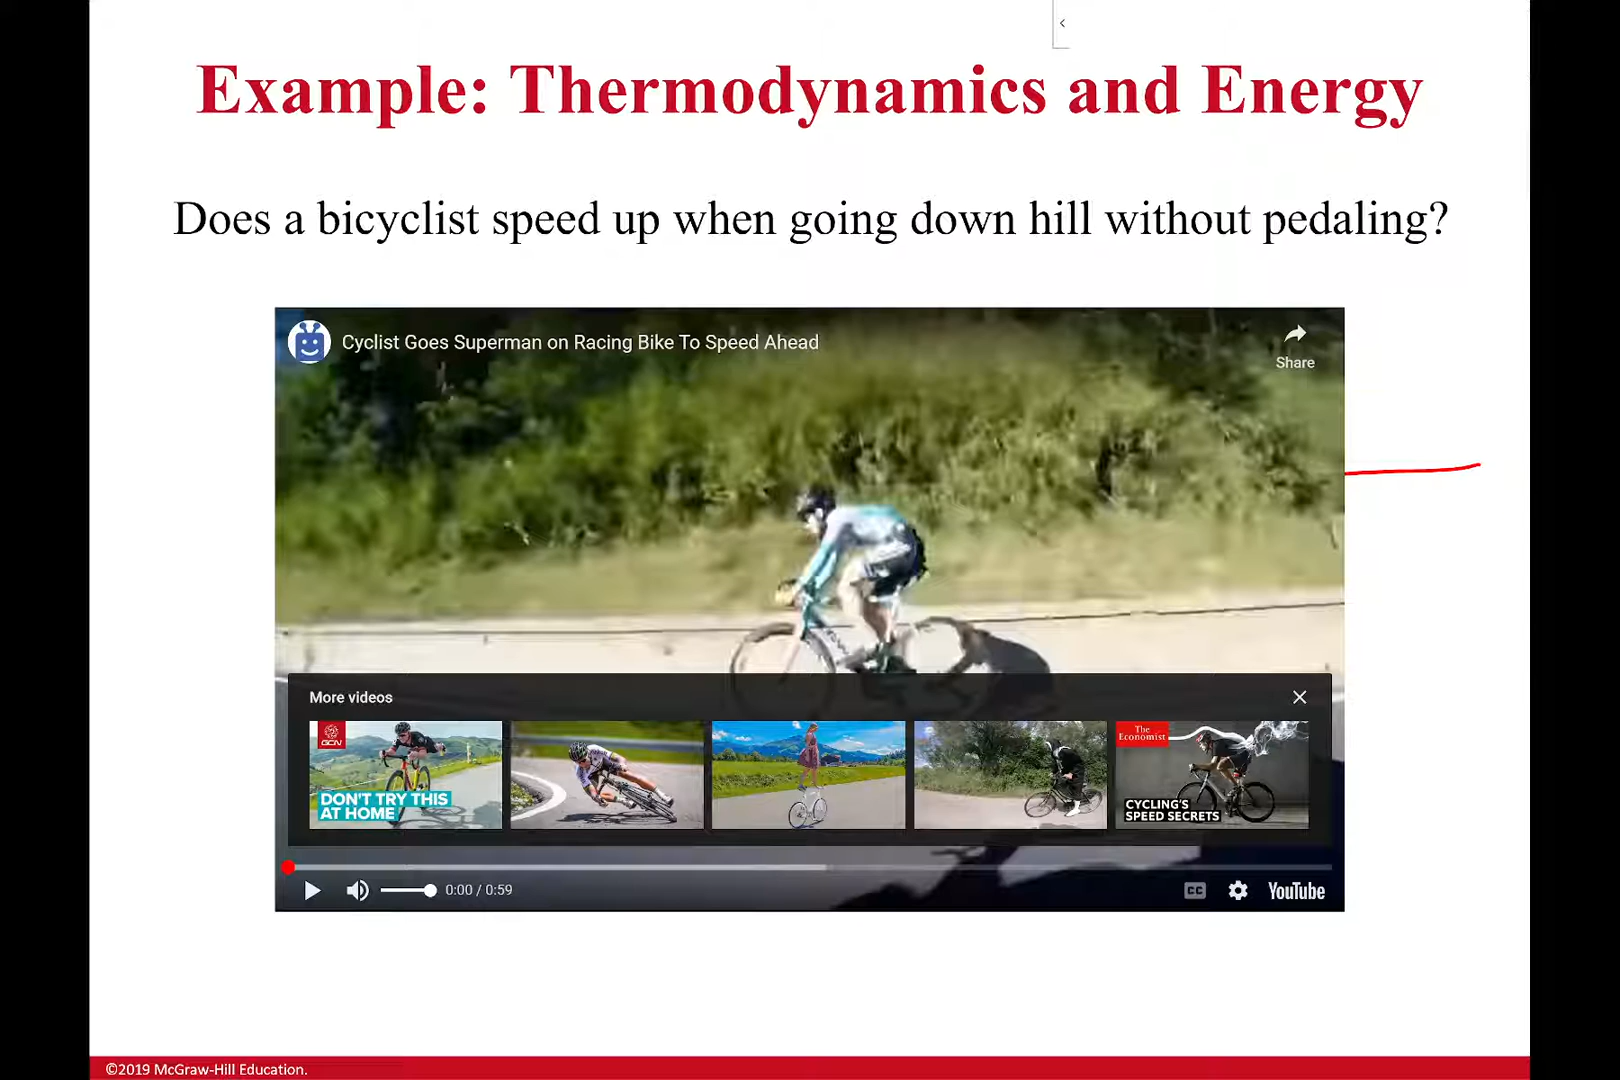 Example: Thermodynamics and Energy
Does a bicyclist speed up when going down hill without pedaling?
Cyclist Goes Superman on Racing Bike To Speed Ahead
Share
More videos
GCN
DON'T TRY THIS
AT HOME
The
Economist
CYCLING'S
SPEED SECRETS
0:00 / 0:59
CC
YouTube
©2019 McGraw-Hill Education.